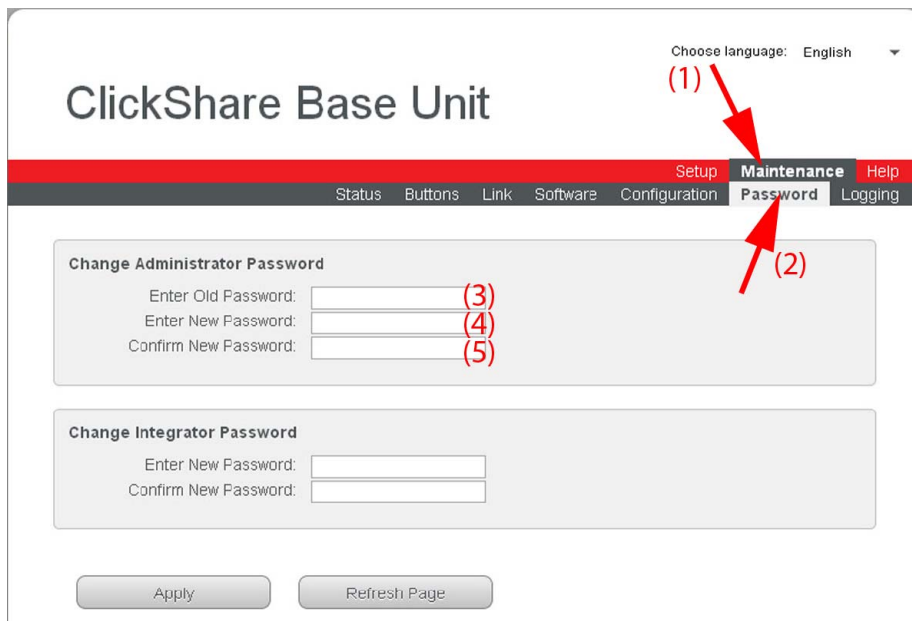 Choose language: English
(1)
ClickShare Base Unit
Setup Maintenance Help
Status Buttons Link Software Configuration Password Logging
(2)
Change Administrator Password
Enter Old Password: (3)
Enter New Password: (4)
Confirm New Password: (5)
Change Integrator Password
Enter New Password:
Confirm New Password:
Apply Refresh Page